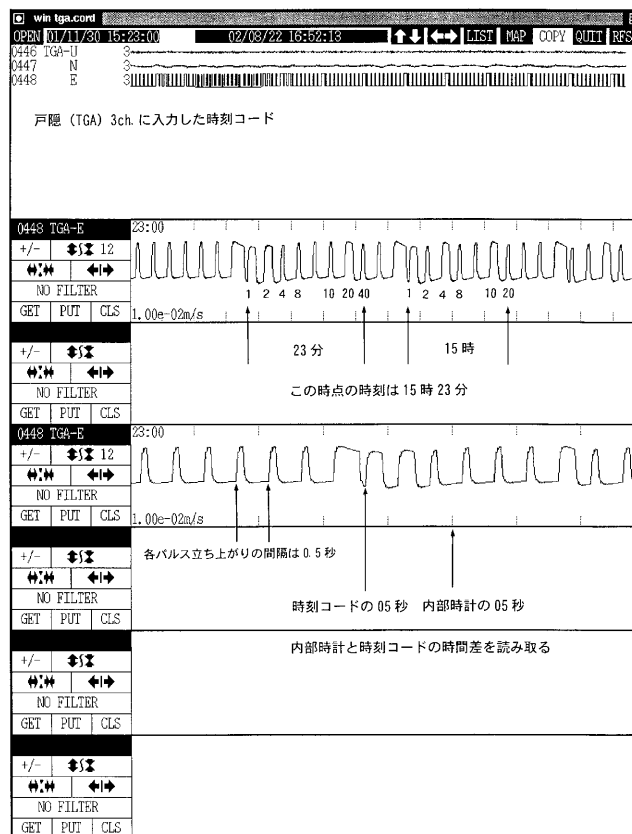 win tga.cord
OPEN 01/11/30 15:23:00 02/08/22 16:52:13 LIST MAP COPY QUIT RFS
0446 TGA-U 3
0447 N 3
0448 E 3
戸隠 (TGA) 3ch. に入力した時刻コード
0448 TGA-E 23:00
+/- 12
NO FILTER
1 2 4 8 10 20 40 1 2 4 8 10 20
GET PUT CLS 1.00e-02m/s
23 分 15 時
+/-
この時点の時刻は 15 時 23 分
NO FILTER
GET PUT CLS
0448 TGA-E 23:00
+/- 12
NO FILTER
GET PUT CLS 1.00e-02m/s
各パルス立ち上がりの間隔は 0.5 秒
+/-
NO FILTER
時刻コードの 05 秒 内部時計の 05 秒
GET PUT CLS
内部時計と時刻コードの時間差を読み取る
+/-
NO FILTER
GET PUT CLS
+/-
NO FILTER
GET PUT CLS